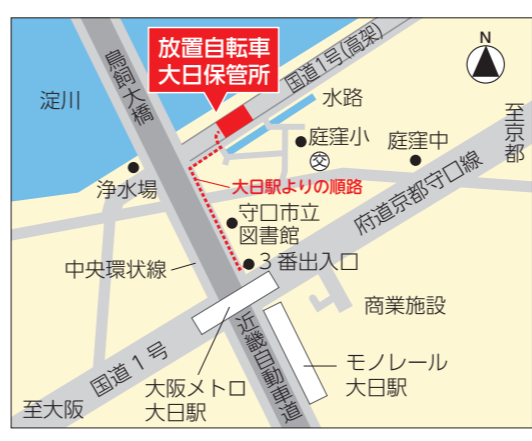 放置自転車
大日保管所
国道1号(高架)
N
鳥飼大橋
淀川
水路
至京都
庭窪小
交
庭窪中
浄水場
大日駅よりの順路
府道京都守口線
守口市立
図書館
中央環状線
3番出入口
商業施設
近畿自動車道
国道1号
大阪メトロ
大日駅
モノレール
大日駅
至大阪